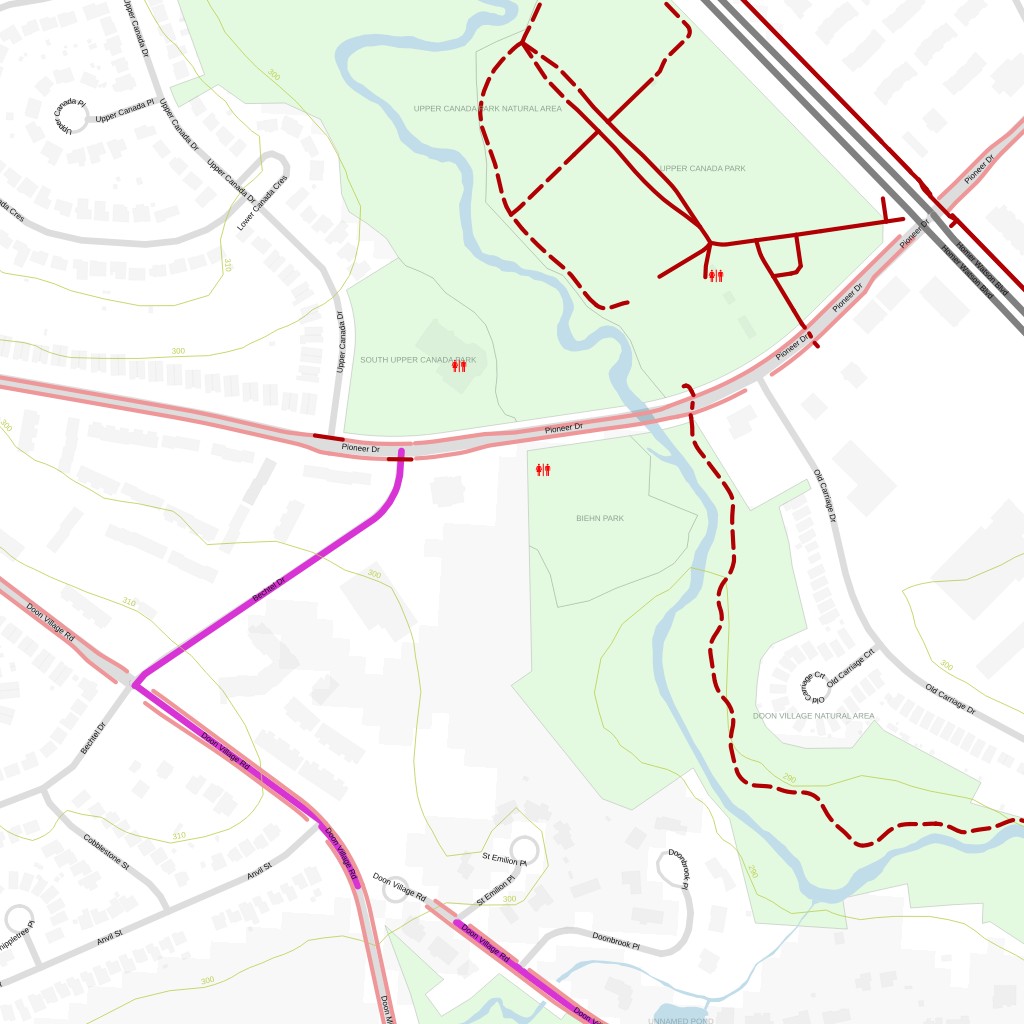 Upper Canada Dr
300
Upper Canada Pl
Upper Canada Pl
Upper Canada Dr
UPPER CANADA PARK NATURAL AREA
UPPER CANADA PARK
Pioneer Dr
Upper Canada Dr
Lower Canada Cres
Canada Cres
Pioneer Dr
Homer Watson Blvd
Homer Watson Blvd
310
Pioneer Dr
Upper Canada Dr
300
SOUTH UPPER CANADA PARK
Pioneer Dr
300
Pioneer Dr
Pioneer Dr
Old Carriage Dr
BIEHN PARK
300
Bechtel Dr
310
Doon Village Rd
Old Carriage Crt
Old Carriage Crt
300
Old Carriage Dr
DOON VILLAGE NATURAL AREA
Bechtel Dr
Doon Village Rd
290
310
Cobblestone St
Doon Village Rd
St Emilion Pl
Doonbrook Pl
290
Anvil St
Doon Village Rd
St Emilion Pl
300
Anvil St
Doon Village Rd
Doonbrook Pl
300
Doon
UNNAMED POND